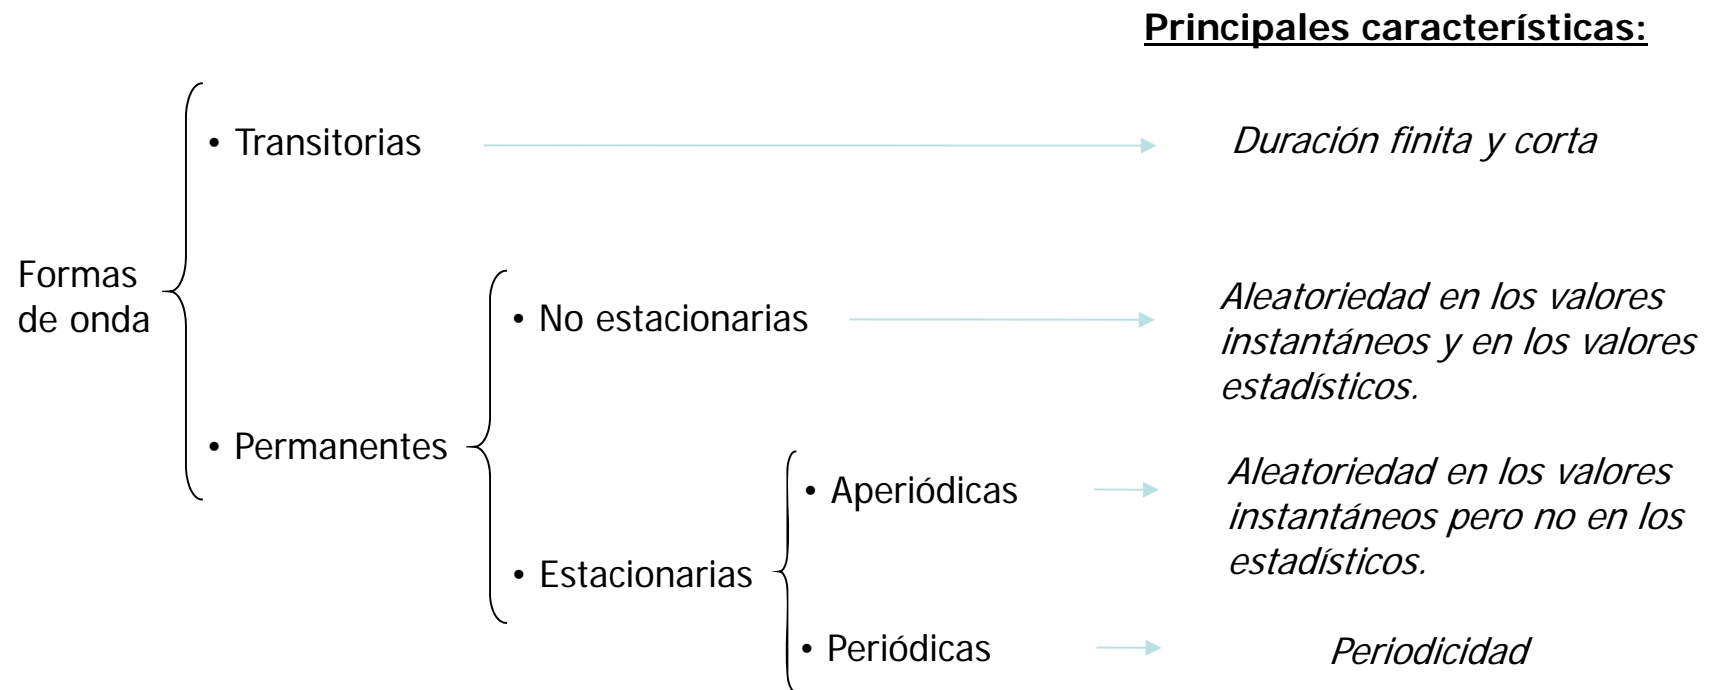 Principales características:
• Transitorias
Duración finita y corta
Formas
de onda
• No estacionarias
Aleatoriedad en los valores
instantáneos y en los valores
estadísticos.
• Permanentes
• Aperiódicas
Aleatoriedad en los valores
instantáneos pero no en los
estadísticos.
• Estacionarias
• Periódicas
Periodicidad